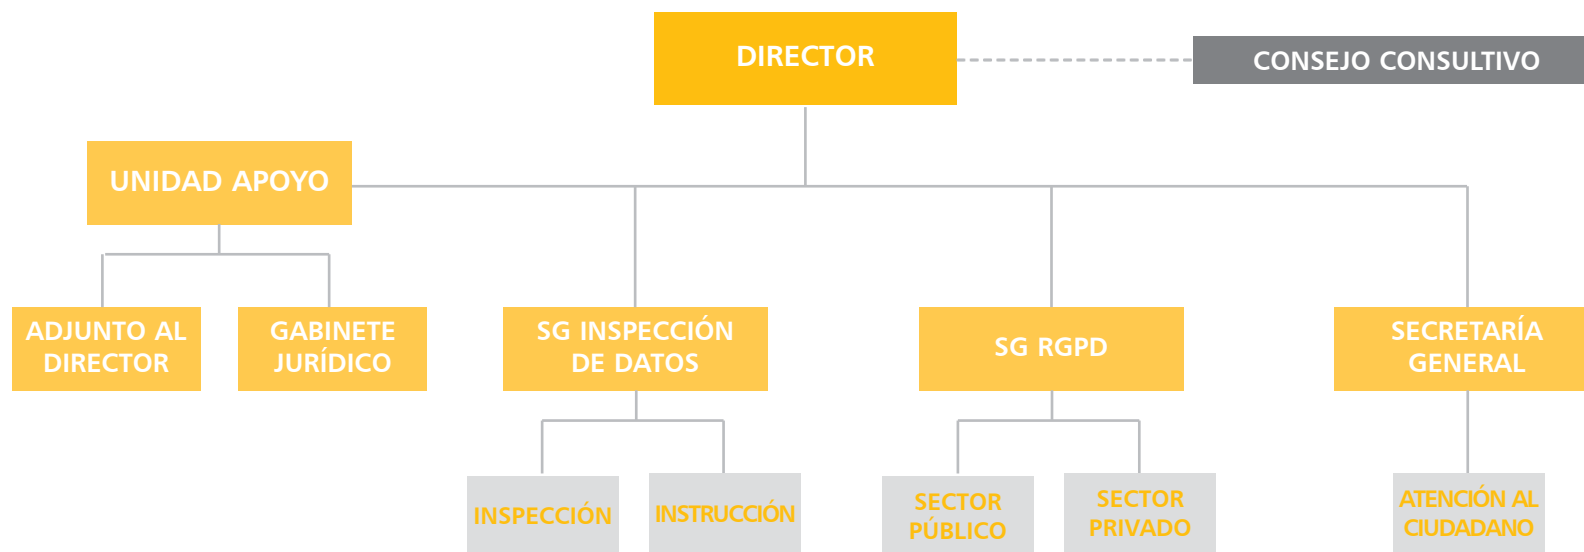 DIRECTOR
CONSEJO CONSULTIVO
UNIDAD APOYO
ADJUNTO AL
DIRECTOR
GABINETE
JURÍDICO
SG INSPECCIÓN
DE DATOS
SG RGPD
SECRETARÍA
GENERAL
INSPECCIÓN
INSTRUCCIÓN
SECTOR
PÚBLICO
SECTOR
PRIVADO
ATENCIÓN AL
CIUDADANO